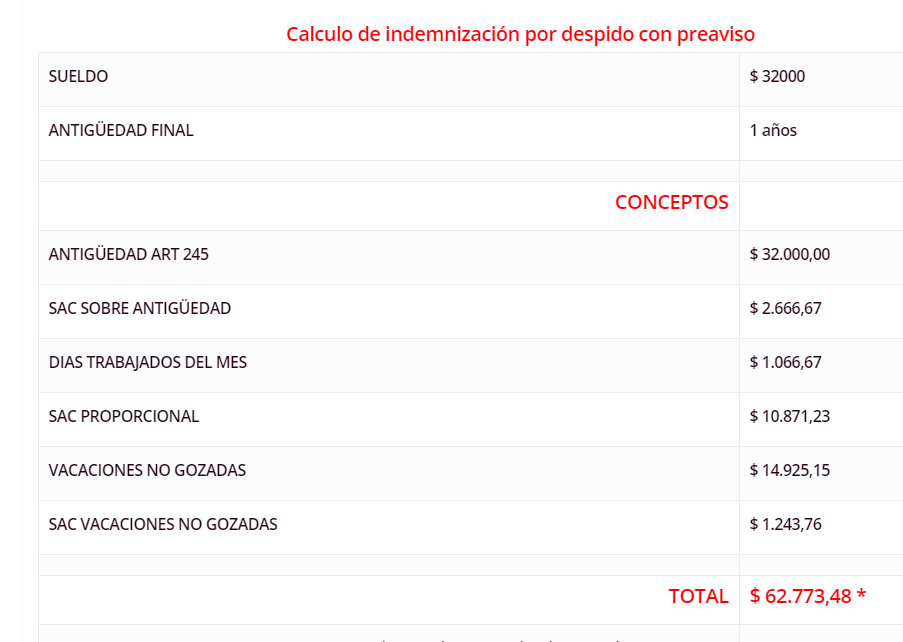 Calculo de indemnización por despido con preaviso
SUELDO $ 32000
ANTIGÜEDAD FINAL 1 años
CONCEPTOS
ANTIGÜEDAD ART 245 $ 32.000,00
SAC SOBRE ANTIGÜEDAD $ 2.666,67
DIAS TRABAJADOS DEL MES $ 1.066,67
SAC PROPORCIONAL $ 10.871,23
VACACIONES NO GOZADAS $ 14.925,15
SAC VACACIONES NO GOZADAS $ 1.243,76
TOTAL $ 62.773,48 *